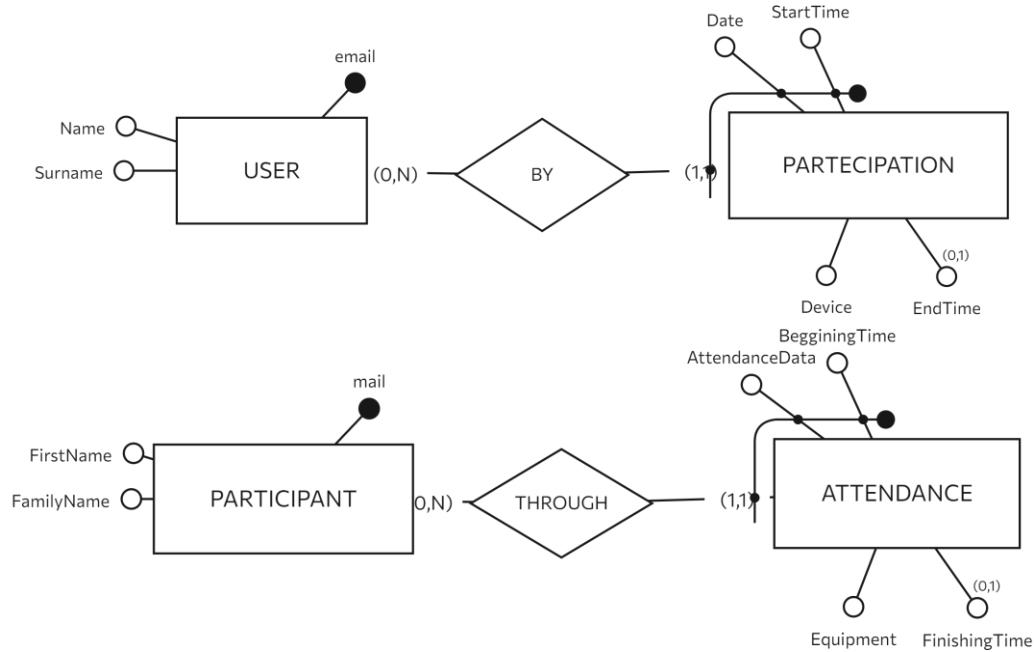 Date
StartTime
email
Name
Surname
USER
(0,N)
BY
(1,1)
PARTECIPATION
(0,1)
Device
EndTime
BegginingTime
AttendanceData
mail
FirstName
FamilyName
PARTICIPANT
0,N)
THROUGH
(1,1)
ATTENDANCE
(0,1)
Equipment
FinishingTime